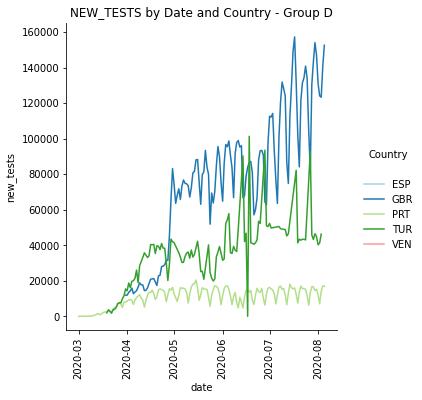 NEW_TESTS by Date and Country - Group D
160000
140000
120000
100000
80000
60000
40000
20000
0
new_tests
2020-03
2020-04
2020-05
2020-06
2020-07
2020-08
date
Country
ESP
GBR
PRT
TUR
VEN